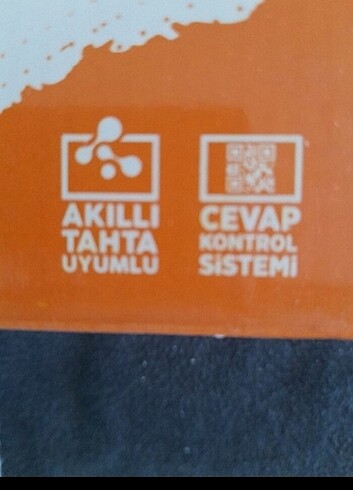 AKILLI
TAHTA
UYUMLU
CEVAP
KONTROL
SİSTEMİ